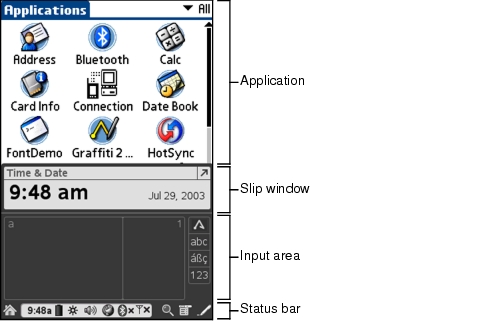 Applications
All
Address
Bluetooth
Calc
Card Info
Connection
Date Book
FontDemo
Graffiti 2 ...
HotSync
Time & Date
9:48 am
Jul 29, 2003
a
1
abc
áßç
123
9:48a
Application
Slip window
Input area
Status bar